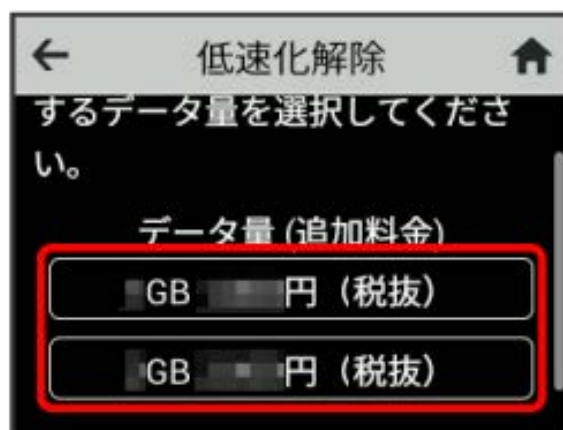 低速化解除
するデータ量を選択してくださ
い。
データ量 (追加料金)
GB 円 (税抜)
GB 円 (税抜)